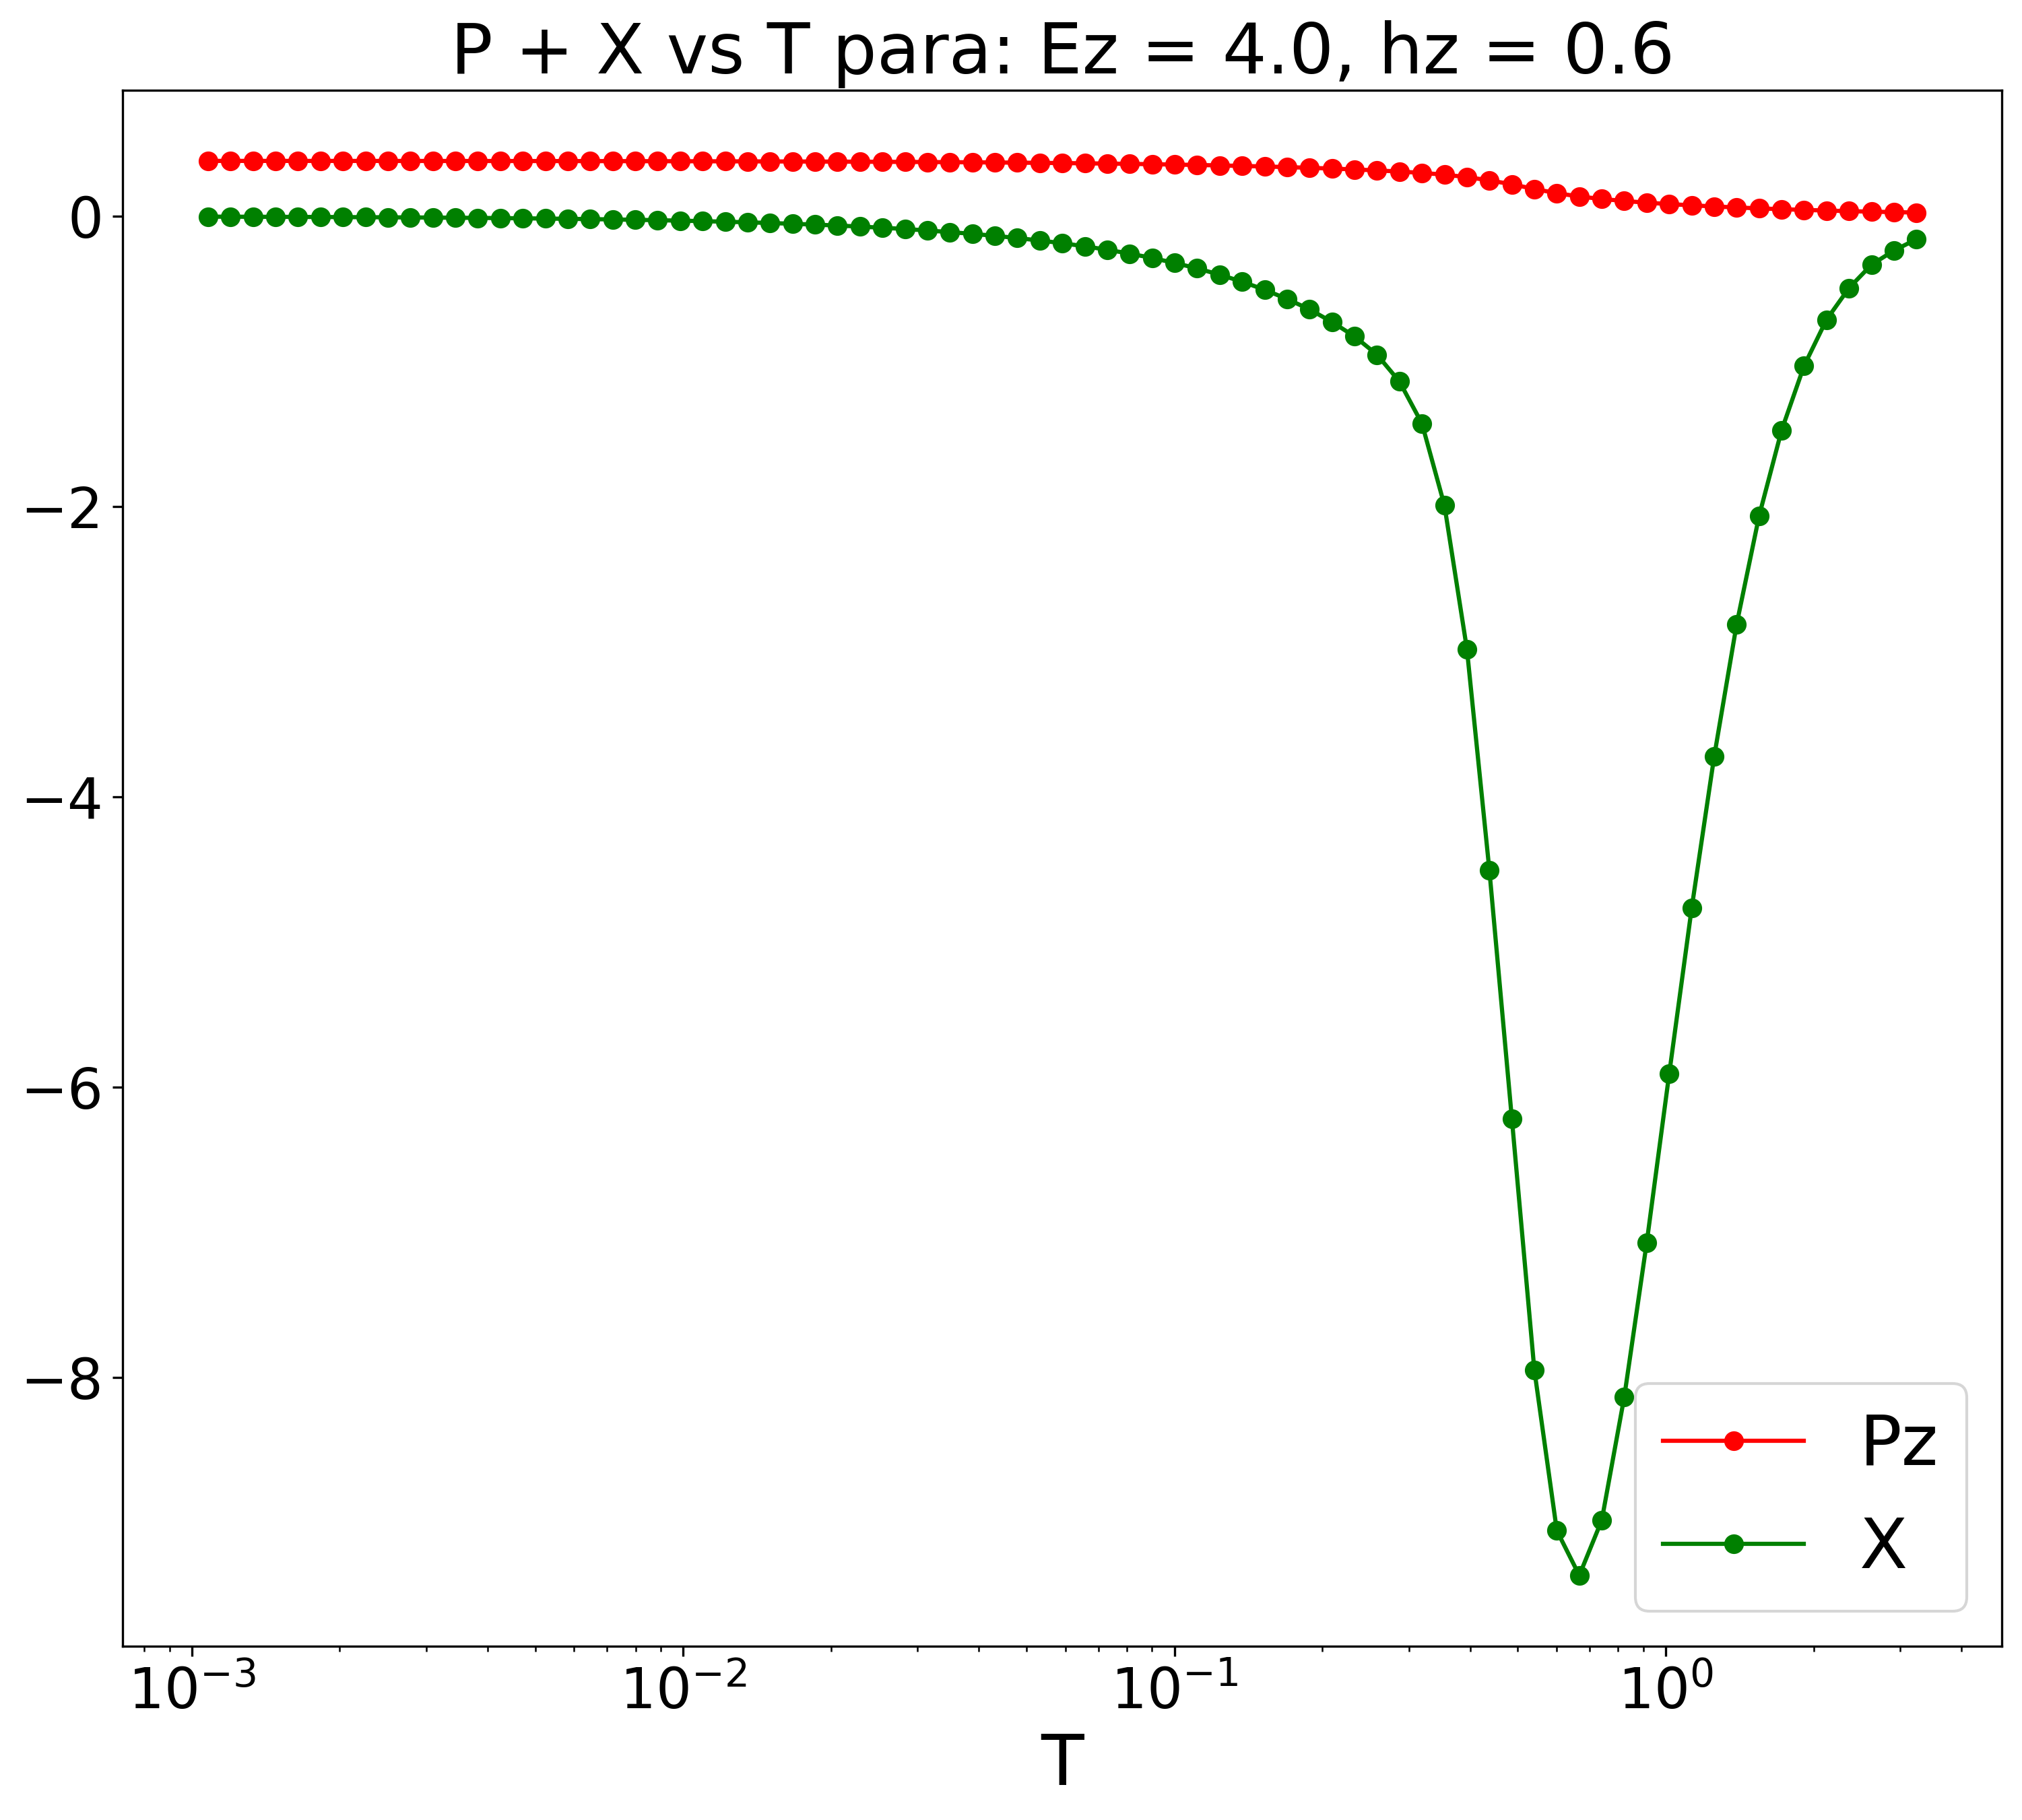 P + X vs T para: Ez = 4.0, hz = 0.6
0
−2
−4
−6
−8
Pz
X
10⁻³
10⁻²
10⁻¹
10⁰
T